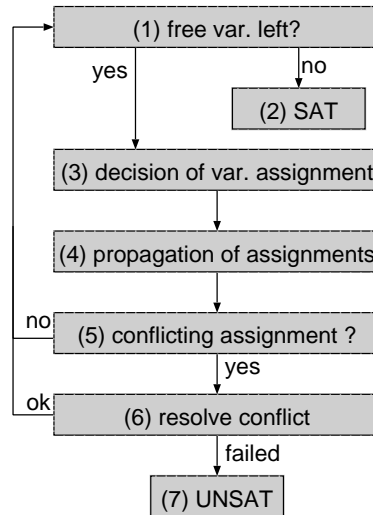 (1) free var. left?
yes
no
(2) SAT
(3) decision of var. assignment
(4) propagation of assignments
no
(5) conflicting assignment ?
yes
ok
(6) resolve conflict
failed
(7) UNSAT